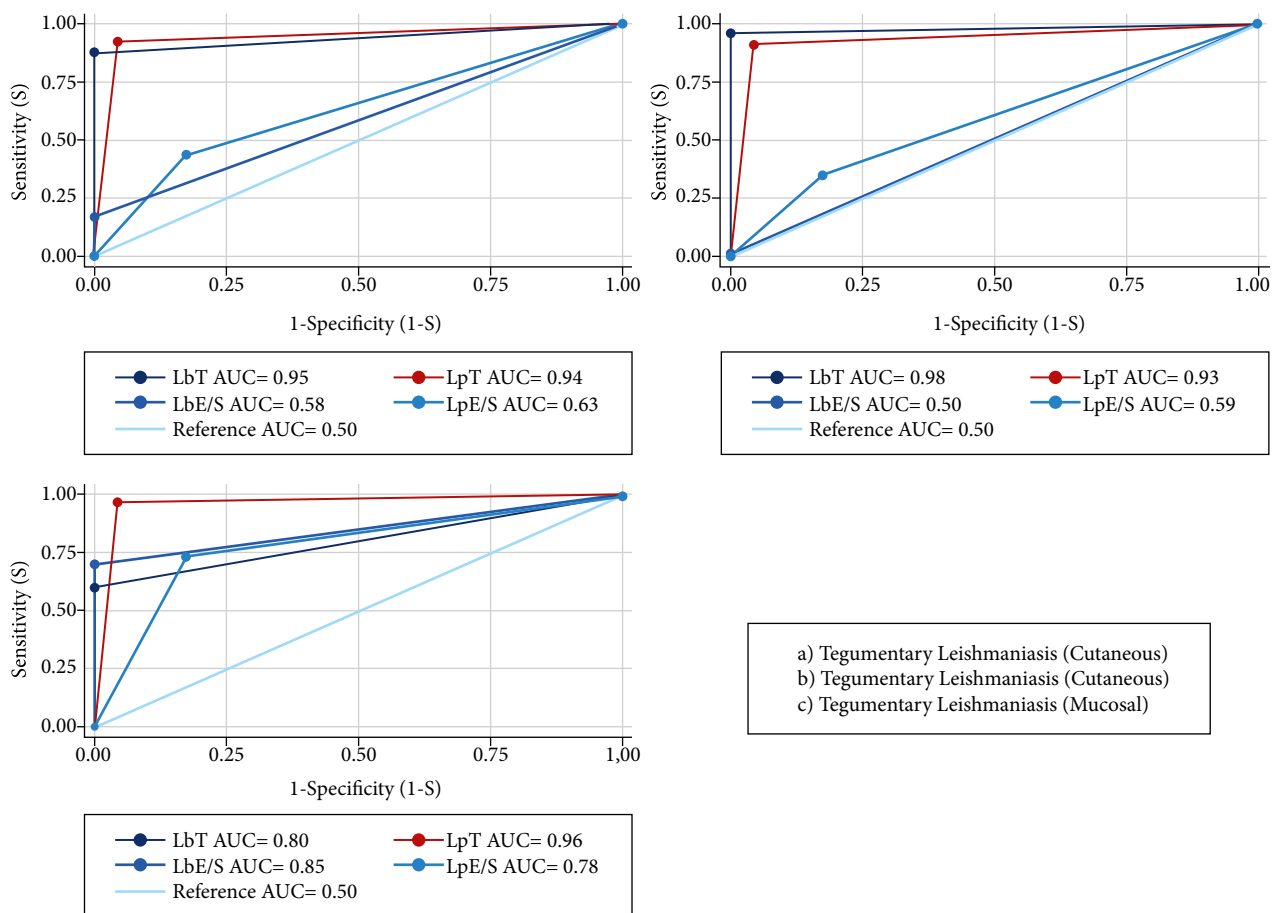 1.00
0.75
0.50
0.25
0.00
Sensitivity (S)
0.00 0.25 0.50 0.75 1.00
1-Specificity (1-S)
LbT AUC= 0.95 LpT AUC= 0.94
LbE/S AUC= 0.58 LpE/S AUC= 0.63
Reference AUC= 0.50
1.00
0.75
0.50
0.25
0.00
Sensitivity (S)
0.00 0.25 0.50 0.75 1.00
1-Specificity (1-S)
LbT AUC= 0.98 LpT AUC= 0.93
LbE/S AUC= 0.50 LpE/S AUC= 0.59
Reference AUC= 0.50
1.00
0.75
0.50
0.25
0.00
Sensitivity (S)
0.00 0.25 0.50 0.75 1,00
1-Specificity (1-S)
LbT AUC= 0.80 LpT AUC= 0.96
LbE/S AUC= 0.85 LpE/S AUC= 0.78
Reference AUC= 0.50
a) Tegumentary Leishmaniasis (Cutaneous)
b) Tegumentary Leishmaniasis (Cutaneous)
c) Tegumentary Leishmaniasis (Mucosal)